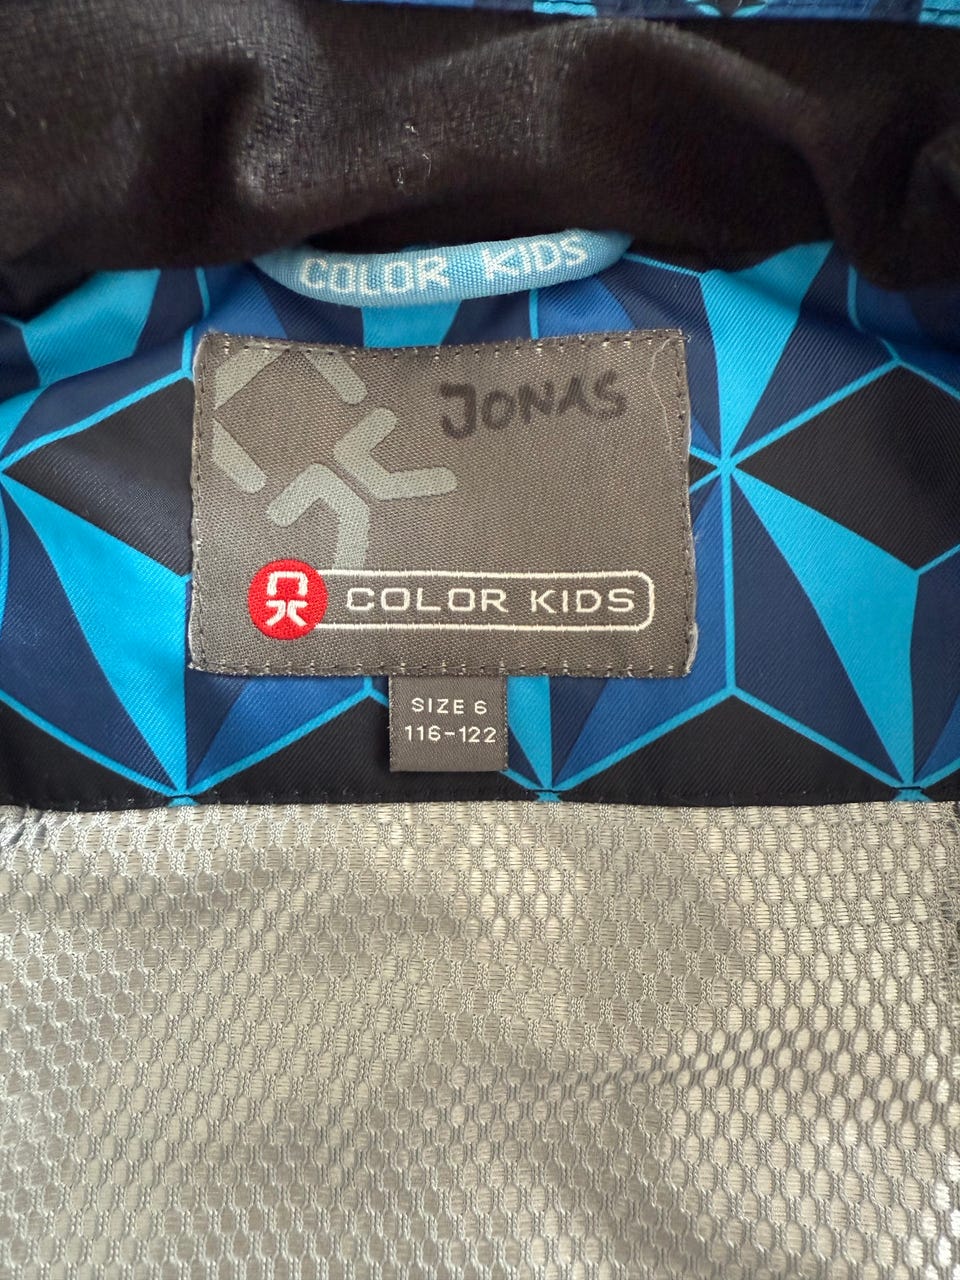 COLOR KIDS
JONAS
COLOR KIDS
SIZE 6
116-122